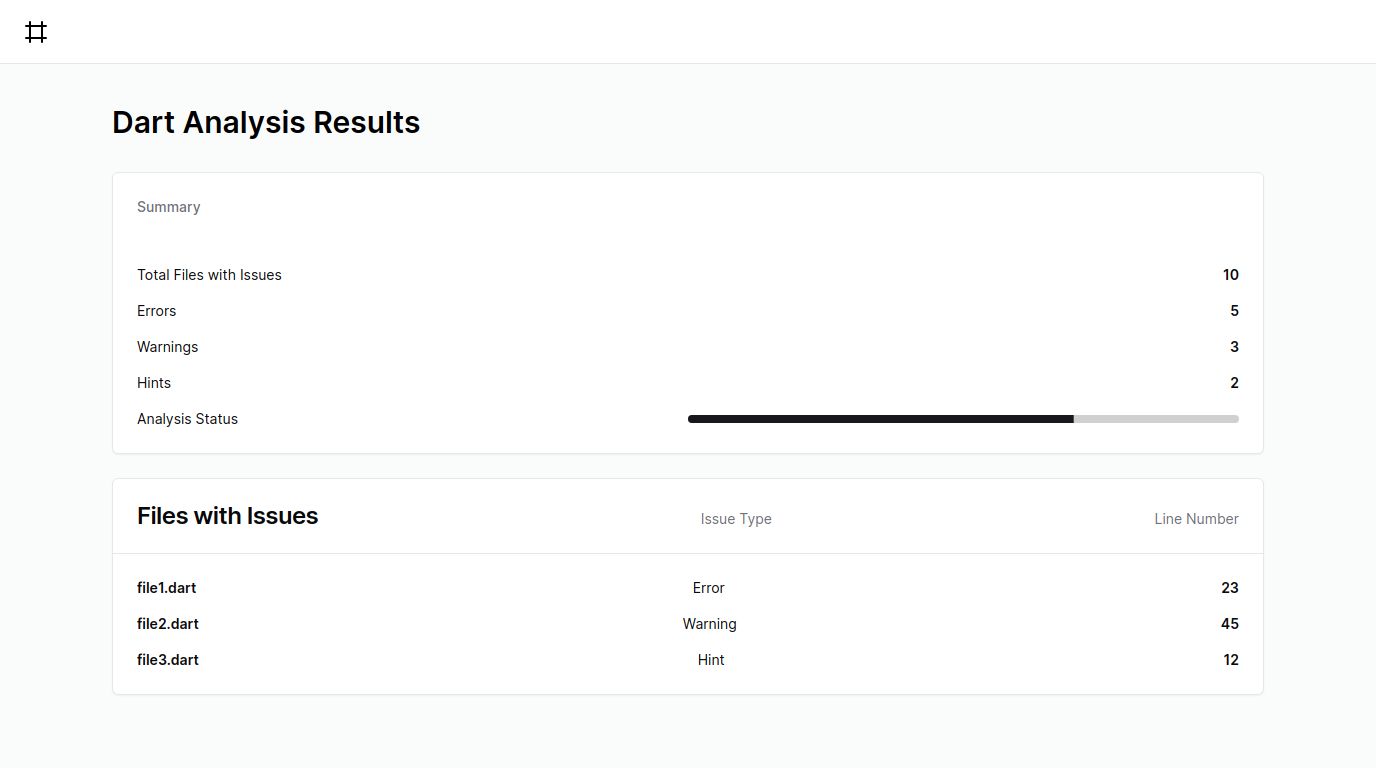 Dart Analysis Results
Summary
Total Files with Issues 10
Errors 5
Warnings 3
Hints 2
Analysis Status
Files with Issues Issue Type Line Number
file1.dart Error 23
file2.dart Warning 45
file3.dart Hint 12